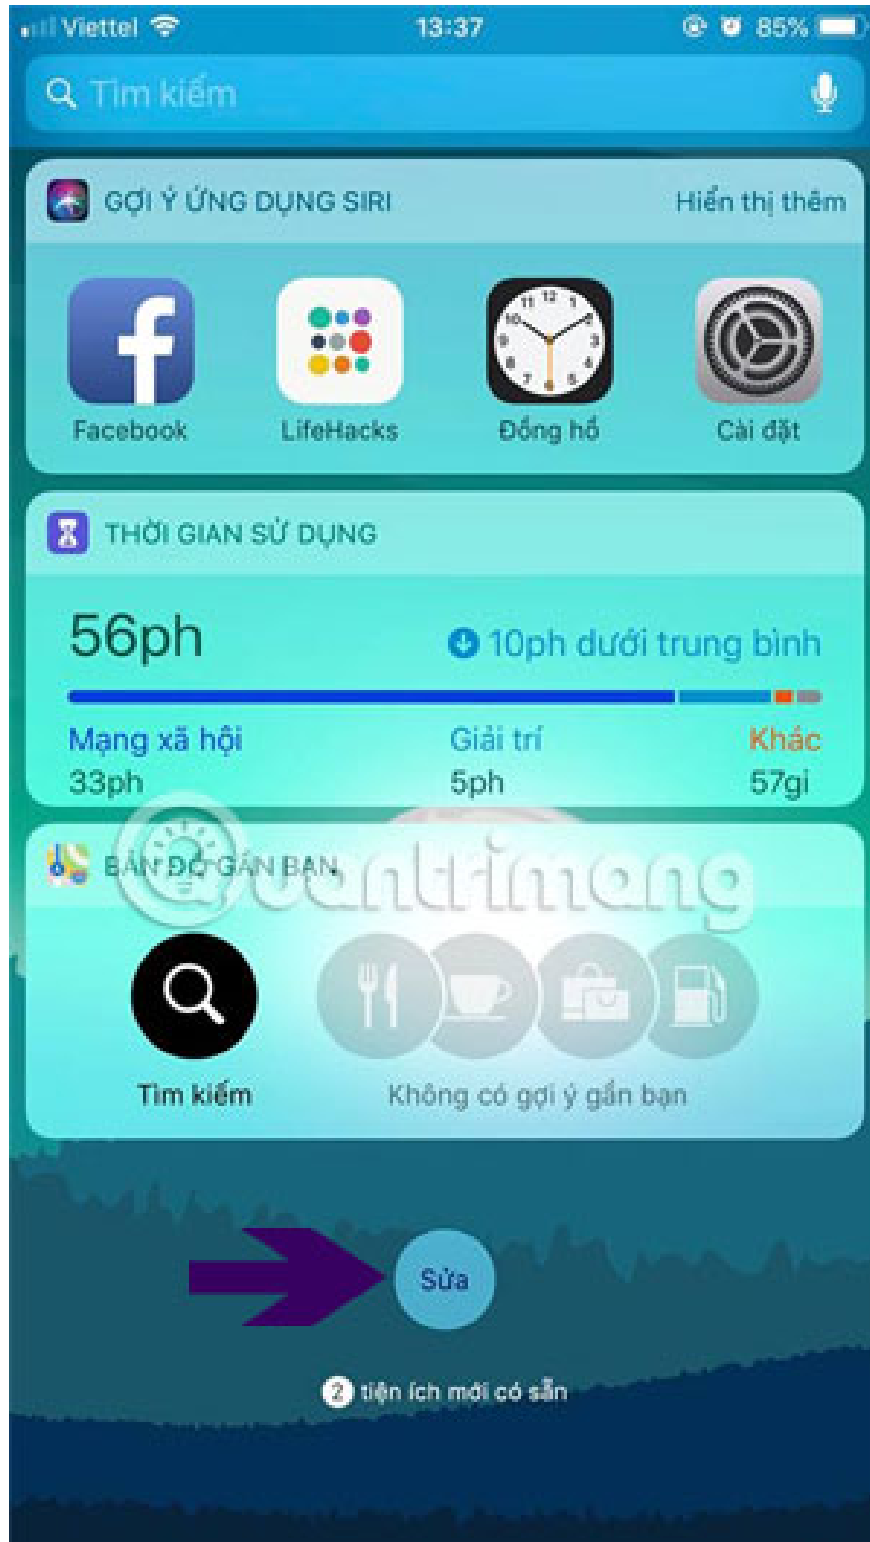 Viettel 13:37 85%
Tìm kiếm
GỢI Ý ỨNG DỤNG SIRI Hiển thị thêm
Facebook LifeHacks Đồng hồ Cài đặt
THỜI GIAN SỬ DỤNG
56ph 10ph dưới trung bình
Mạng xã hội Giải trí Khác
33ph 5ph 57gi
BẢN ĐỒ GẦN BẠN
Quantrimang
Tìm kiếm Không có gợi ý gần bạn
Sửa
2 tiện ích mới có sẵn